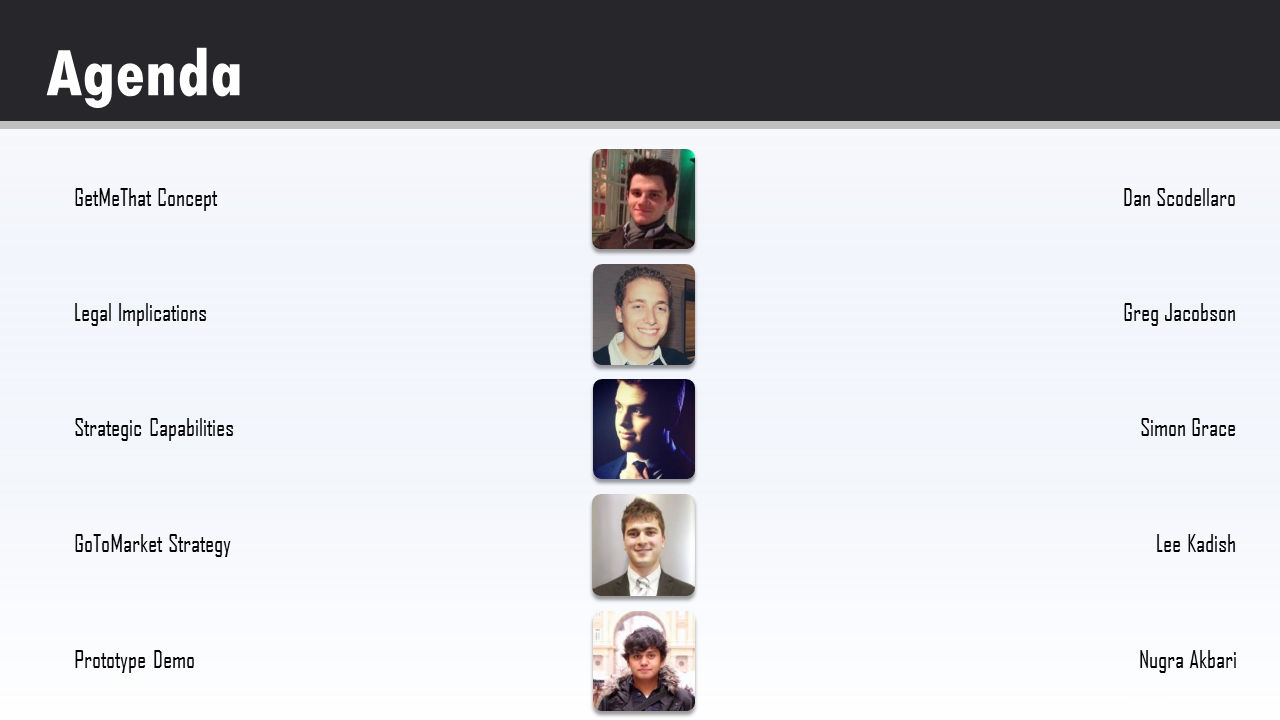 Agenda
GetMeThat Concept
Dan Scodellaro
Legal Implications
Greg Jacobson
Strategic Capabilities
Simon Grace
GoToMarket Strategy
Lee Kadish
Prototype Demo
Nugra Akbari